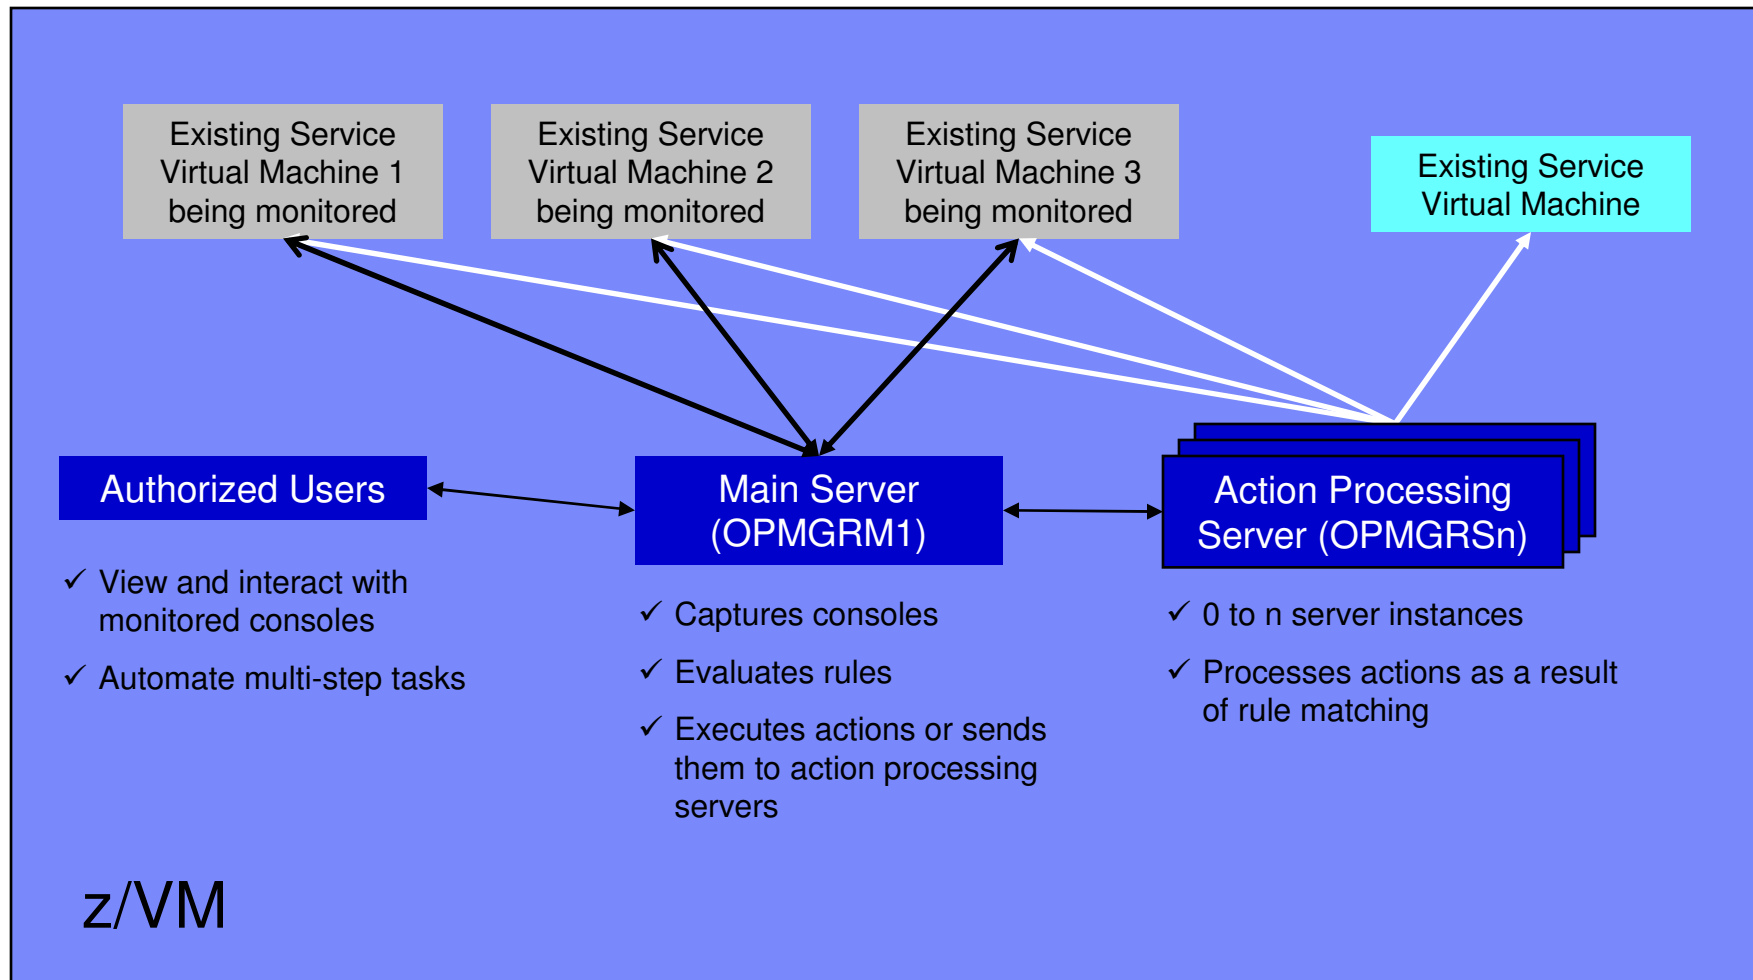 Existing Service
Virtual Machine 1
being monitored
Existing Service
Virtual Machine 2
being monitored
Existing Service
Virtual Machine 3
being monitored
Existing Service
Virtual Machine
Authorized Users
Main Server
(OPMGRM1)
Action Processing
Server (OPMGRSn)
✓ View and interact with
monitored consoles
✓ Automate multi-step tasks
✓ Captures consoles
✓ Evaluates rules
✓ Executes actions or sends
them to action processing
servers
✓ 0 to n server instances
✓ Processes actions as a result
of rule matching
z/VM